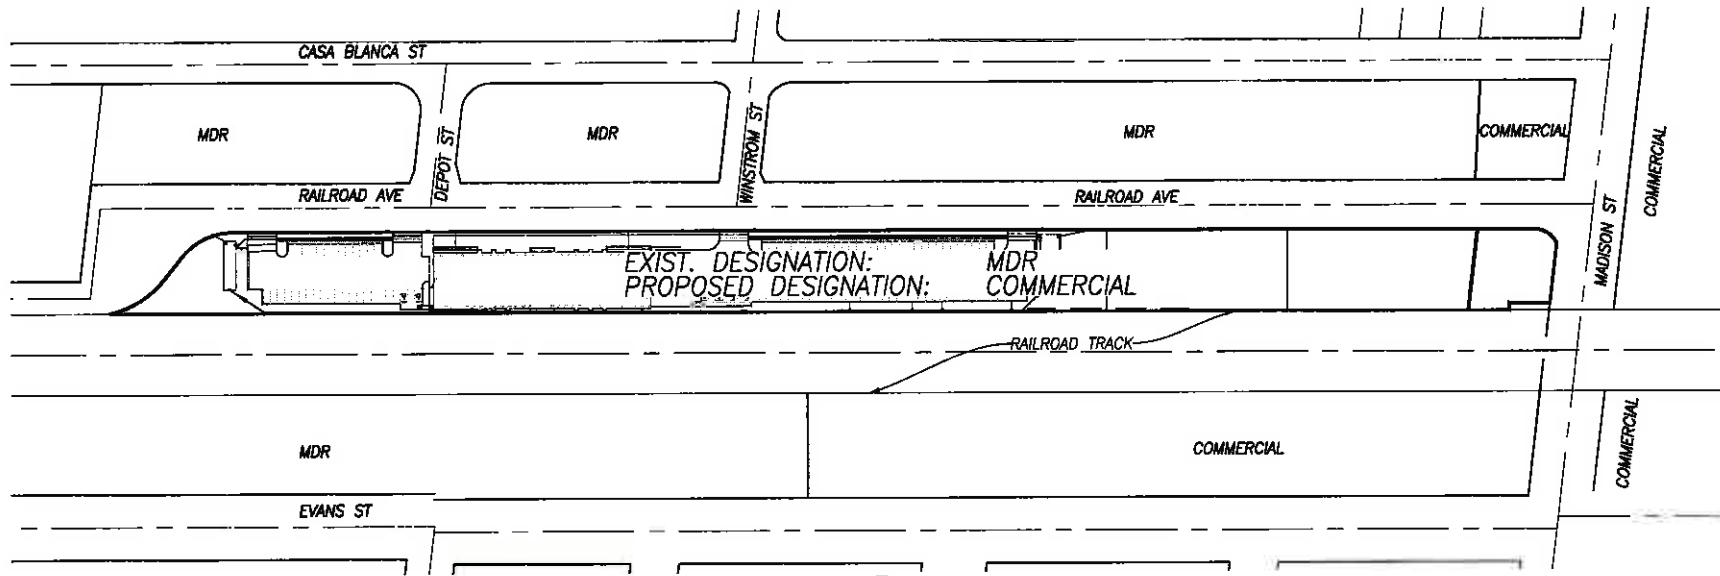 CASA BLANCA ST
MDR
DEPOT ST
MDR
WINSTROM ST
MDR
COMMERCIAL
COMMERCIAL
RAILROAD AVE
RAILROAD AVE
MADISON ST
EXIST. DESIGNATION: MDR
PROPOSED DESIGNATION: COMMERCIAL
RAILROAD TRACK
MDR
COMMERCIAL
COMMERCIAL
EVANS ST